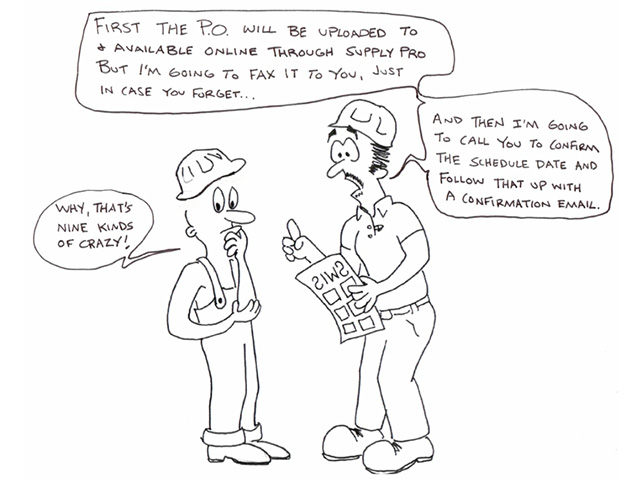 FIRST THE P.O. WILL BE UPLOADED TO
& AVAILABLE ONLINE THROUGH SUPPLY PRO
BUT I'M GOING TO FAX IT TO YOU, JUST
IN CASE YOU FORGET...
AND THEN I'M GOING
TO CALL YOU TO CONFIRM
THE SCHEDULE DATE AND
FOLLOW THAT UP WITH
A CONFIRMATION EMAIL.
WHY, THAT'S
NINE KINDS
OF CRAZY!
SWIS